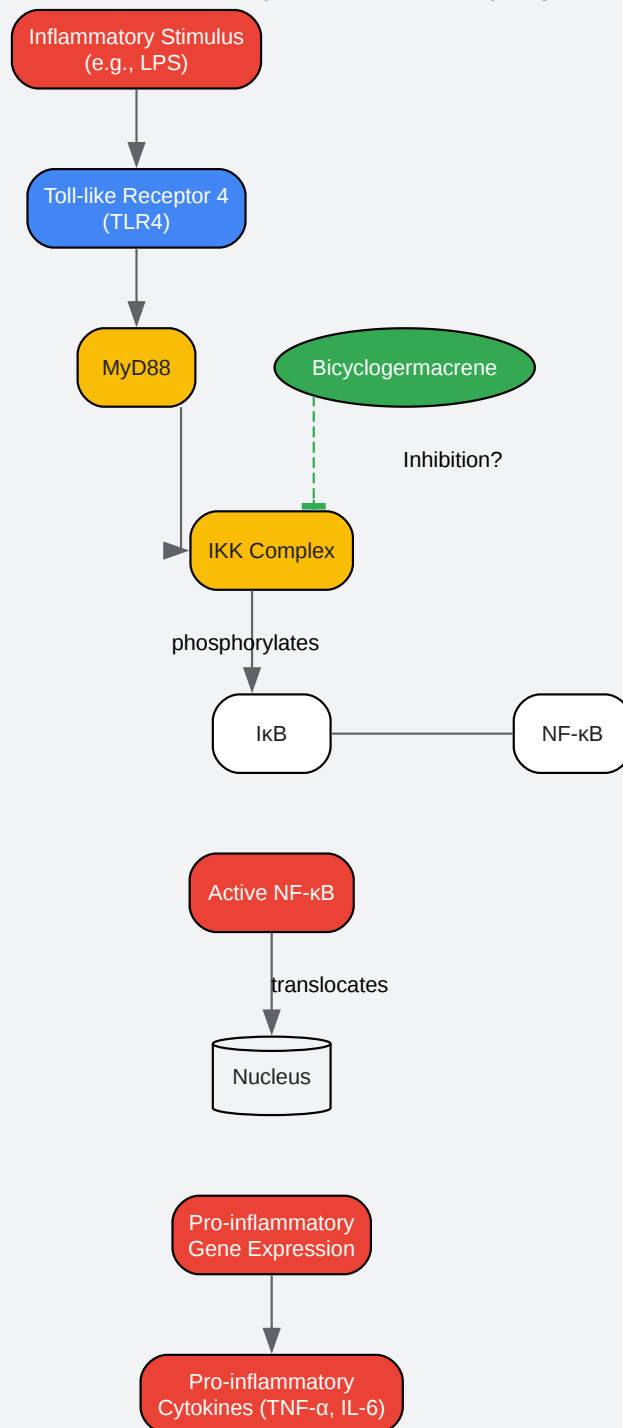 Inflammatory Stimulus
(e.g., LPS)
Toll-like Receptor 4
(TLR4)
MyD88
Bicyclogermacrene
Inhibition?
IKK Complex
phosphorylates
IκB
NF-κB
Active NF-κB
translocates
Nucleus
Pro-inflammatory
Gene Expression
Pro-inflammatory
Cytokines (TNF-α, IL-6)